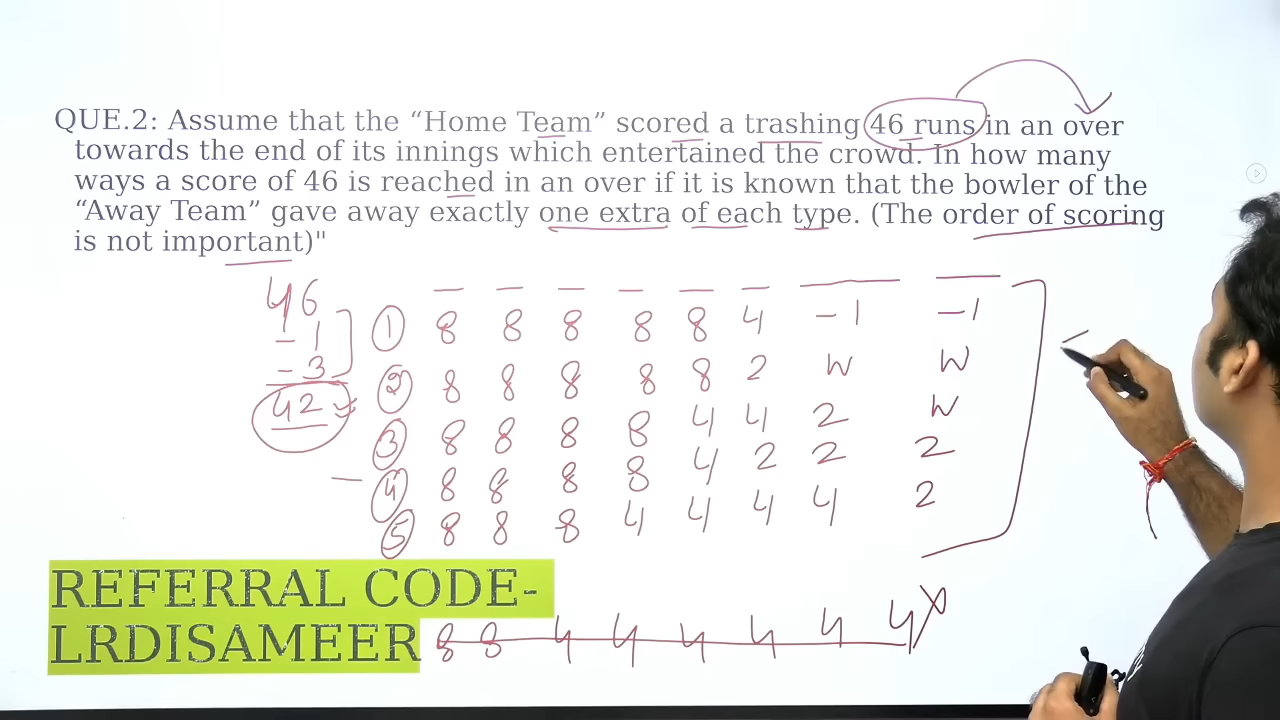 QUE.2: Assume that the “Home Team” scored a trashing 46 runs in an over
towards the end of its innings which entertained the crowd. In how many
ways a score of 46 is reached in an over if it is known that the bowler of the
“Away Team” gave away exactly one extra of each type. (The order of scoring
is not important)"
46
- 1
- 3
42
① 8 8 8 8 8 4 -1 -1
② 8 8 8 8 8 2 W W
③ 8 8 8 8 4 4 2 W
④ 8 8 8 8 4 2 2 2
⑤ 8 8 8 4 4 4 4 2
8 8 4 4 4 4 4 4
REFERRAL CODE-
LRDISAMEER